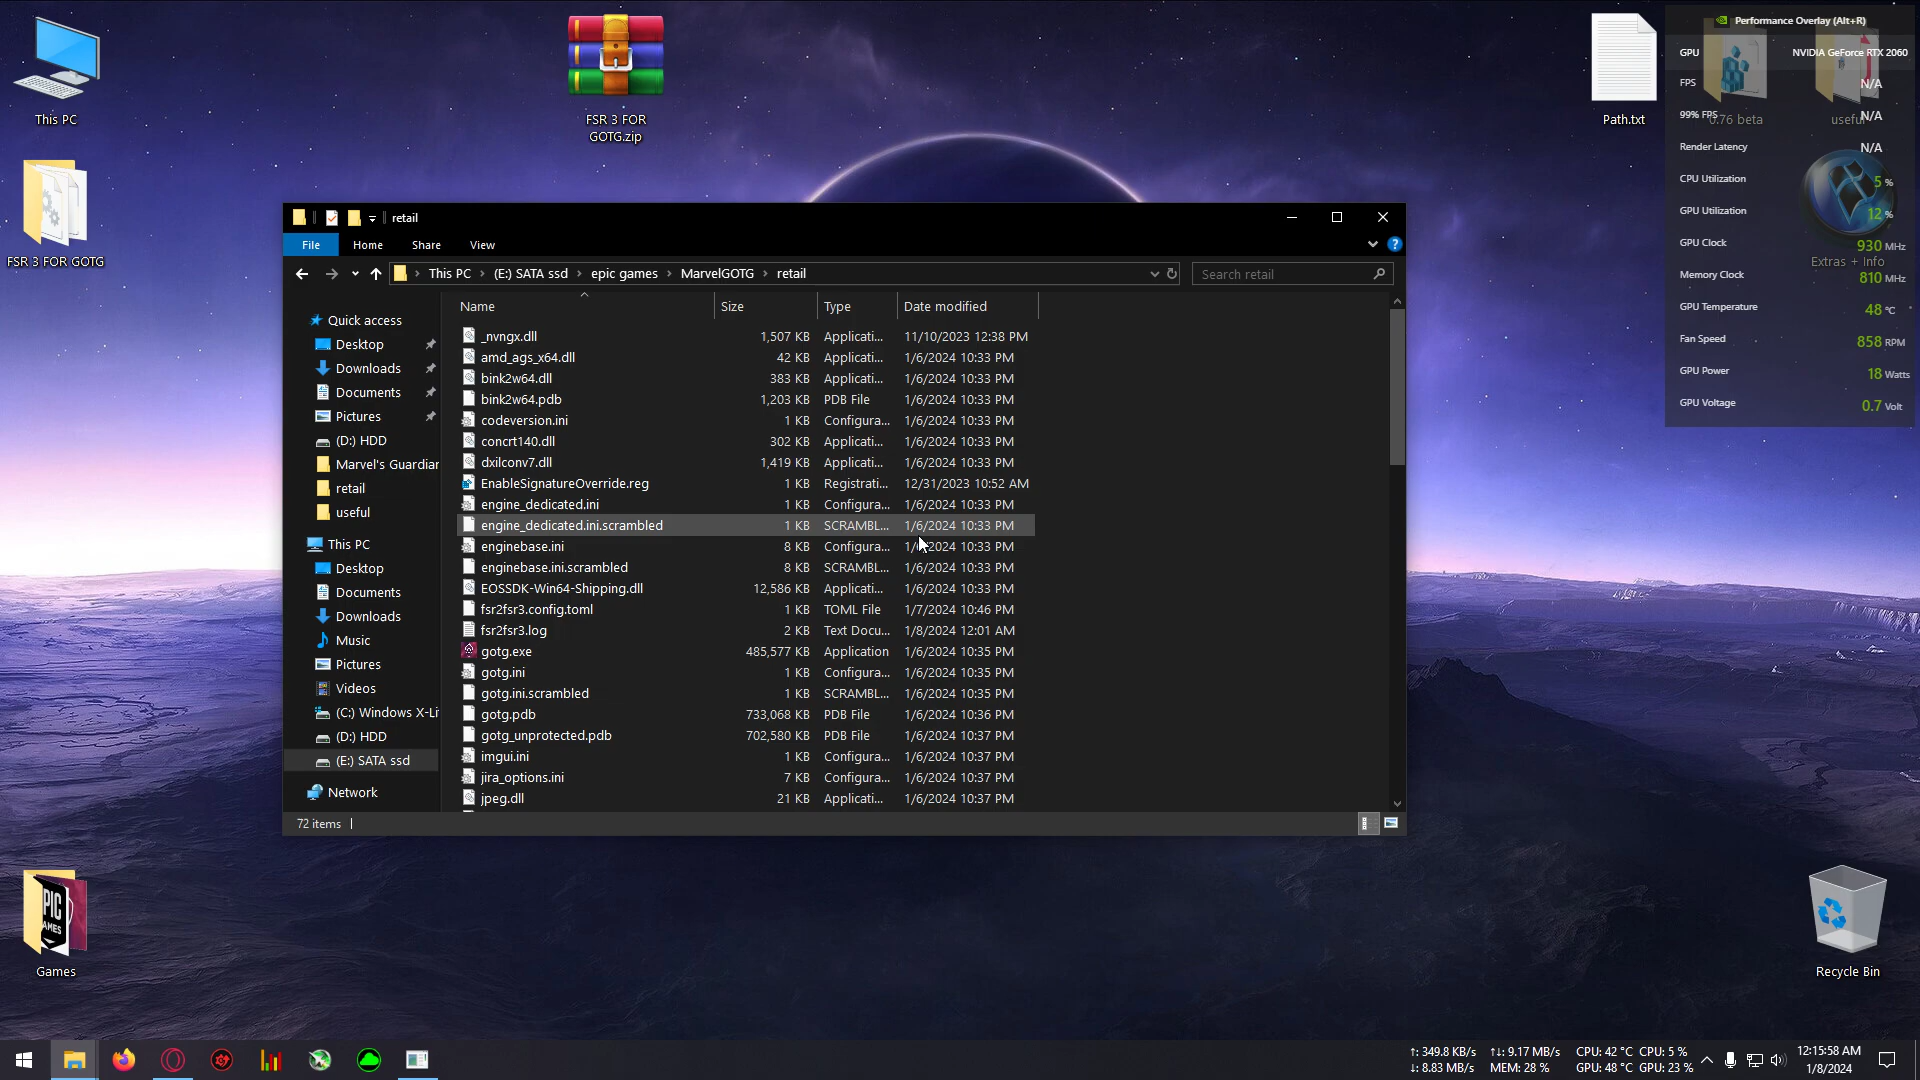 This PC
FSR 3 FOR GOTG
Games
FSR 3 FOR
GOTG.zip
Path.txt
0.76 beta
useful
Extras + Info
Recycle Bin
Performance Overlay (Alt+R)
GPU NVIDIA GeForce RTX 2060
FPS N/A
99% FPS N/A
Render Latency N/A
CPU Utilization 5 %
GPU Utilization 12 %
GPU Clock 930 MHz
Memory Clock 810 MHz
GPU Temperature 48 °C
Fan Speed 858 RPM
GPU Power 18 Watts
GPU Voltage 0.7 Volt
retail
File Home Share View
This PC › (E:) SATA ssd › epic games › MarvelGOTG › retail
Search retail
Quick access
Desktop
Downloads
Documents
Pictures
(D:) HDD
Marvel's Guardian
retail
useful
This PC
Desktop
Documents
Downloads
Music
Pictures
Videos
(C:) Windows X-Li
(D:) HDD
(E:) SATA ssd
Network
Name Size Type Date modified
_nvngx.dll 1,507 KB Applicati... 11/10/2023 12:38 PM
amd_ags_x64.dll 42 KB Applicati... 1/6/2024 10:33 PM
bink2w64.dll 383 KB Applicati... 1/6/2024 10:33 PM
bink2w64.pdb 1,203 KB PDB File 1/6/2024 10:33 PM
codeversion.ini 1 KB Configura... 1/6/2024 10:33 PM
concrt140.dll 302 KB Applicati... 1/6/2024 10:33 PM
dxilconv7.dll 1,419 KB Applicati... 1/6/2024 10:33 PM
EnableSignatureOverride.reg 1 KB Registrati... 12/31/2023 10:52 AM
engine_dedicated.ini 1 KB Configura... 1/6/2024 10:33 PM
engine_dedicated.ini.scrambled 1 KB SCRAMBL... 1/6/2024 10:33 PM
enginebase.ini 8 KB Configura... 1/6/2024 10:33 PM
enginebase.ini.scrambled 8 KB SCRAMBL... 1/6/2024 10:33 PM
EOSSDK-Win64-Shipping.dll 12,586 KB Applicati... 1/6/2024 10:33 PM
fsr2fsr3.config.toml 1 KB TOML File 1/7/2024 10:46 PM
fsr2fsr3.log 2 KB Text Docu... 1/8/2024 12:01 AM
gotg.exe 485,577 KB Application 1/6/2024 10:35 PM
gotg.ini 1 KB Configura... 1/6/2024 10:35 PM
gotg.ini.scrambled 1 KB SCRAMBL... 1/6/2024 10:35 PM
gotg.pdb 733,068 KB PDB File 1/6/2024 10:36 PM
gotg_unprotected.pdb 702,580 KB PDB File 1/6/2024 10:37 PM
imgui.ini 1 KB Configura... 1/6/2024 10:37 PM
jira_options.ini 7 KB Configura... 1/6/2024 10:37 PM
jpeg.dll 21 KB Applicati... 1/6/2024 10:37 PM
72 items
↑: 349.8 KB/s ↑↓: 9.17 MB/s CPU: 42 °C CPU: 5 %
↓: 8.83 MB/s MEM: 28 % GPU: 48 °C GPU: 23 %
12:15:58 AM
1/8/2024